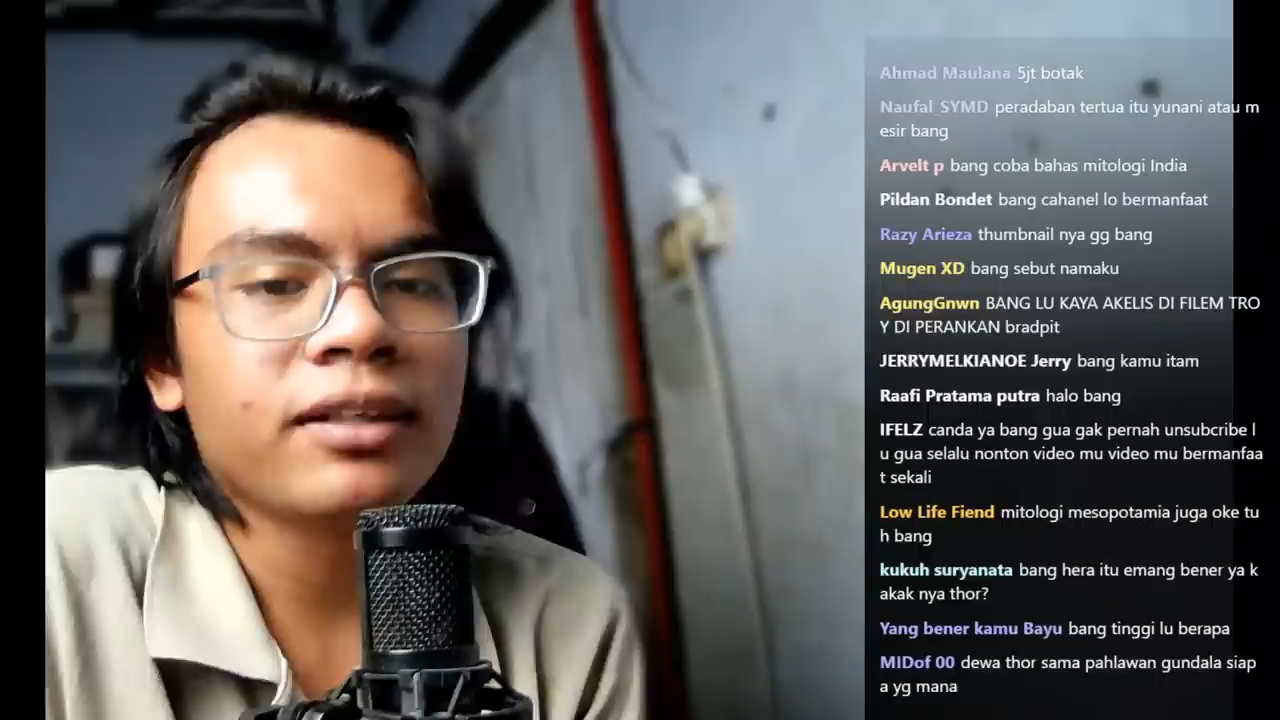 Ahmad Maulana 5jt botak
Naufal_SYMD peradaban tertua itu yunani atau m
esir bang
Arvelt p bang coba bahas mitologi India
Pildan Bondet bang cahanel lo bermanfaat
Razy Arieza thumbnail nya gg bang
Mugen XD bang sebut namaku
AgungGnwn BANG LU KAYA AKELIS DI FILEM TRO
Y DI PERANKAN bradpit
JERRYMELKIANOE Jerry bang kamu itam
Raafi Pratama putra halo bang
IFELZ canda ya bang gua gak pernah unsubcribe l
u gua selalu nonton video mu video mu bermanfaa
t sekali
Low Life Fiend mitologi mesopotamia juga oke tu
h bang
kukuh suryanata bang hera itu emang bener ya k
akak nya thor?
Yang bener kamu Bayu bang tinggi lu berapa
MIDof 00 dewa thor sama pahlawan gundala siap
a yg mana